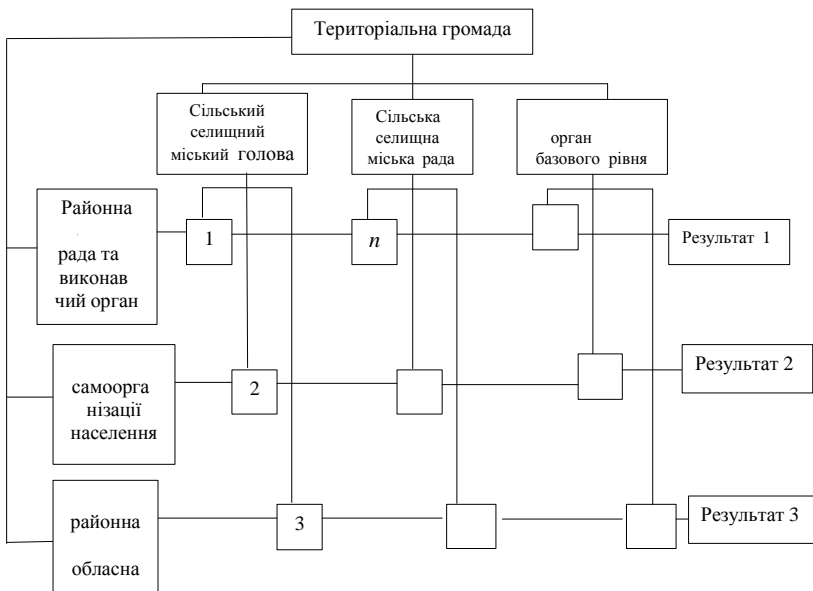 Територіальна громада
Сільський
селищний
міський голова
Сільська
селищна
міська рада
орган
базового рівня
Районна
рада та
виконав
чий орган
1
n
Результат 1
самоорга
нізації
населення
2
Результат 2
районна
обласна
3
Результат 3